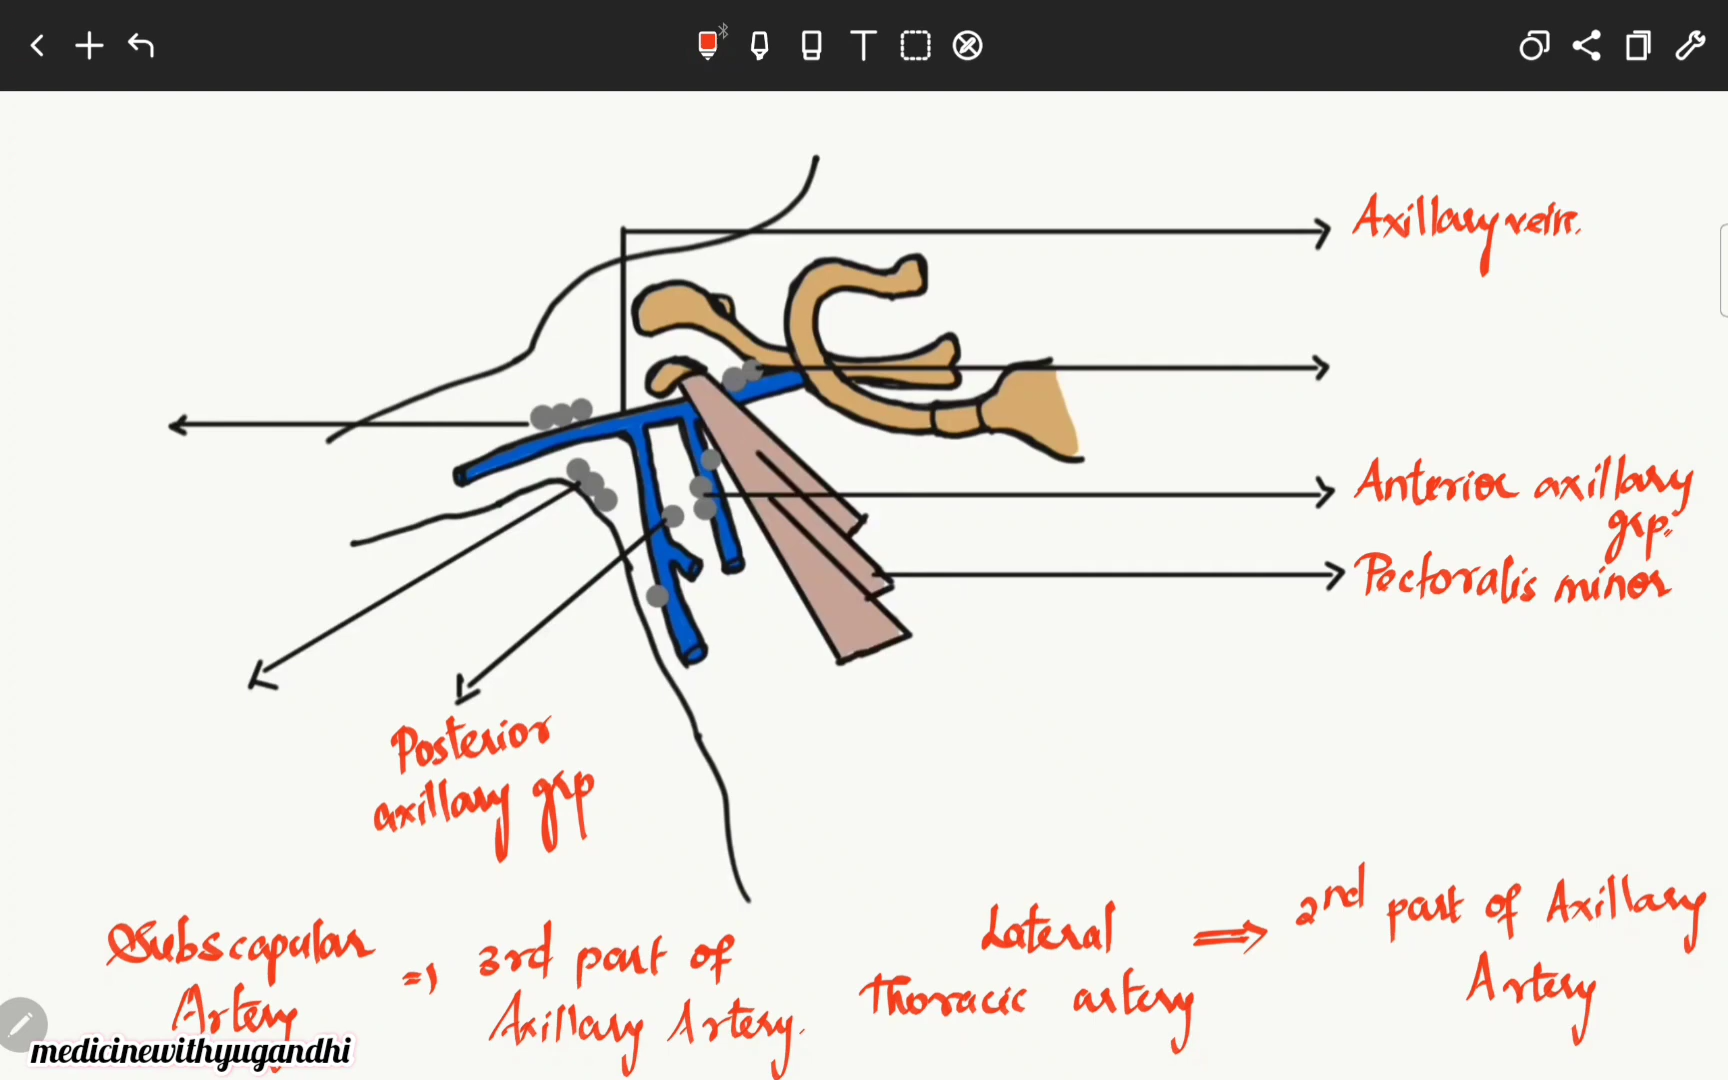 Axillary vein.
Anterior axillary
grp.
Pectoralis minor
Posterior
axillary grp
Subscapular
Artery
=> 3rd part of
Axillary Artery.
Lateral
Thoracic artery
=> 2nd part of Axillary
Artery
medicinewithyugandhi